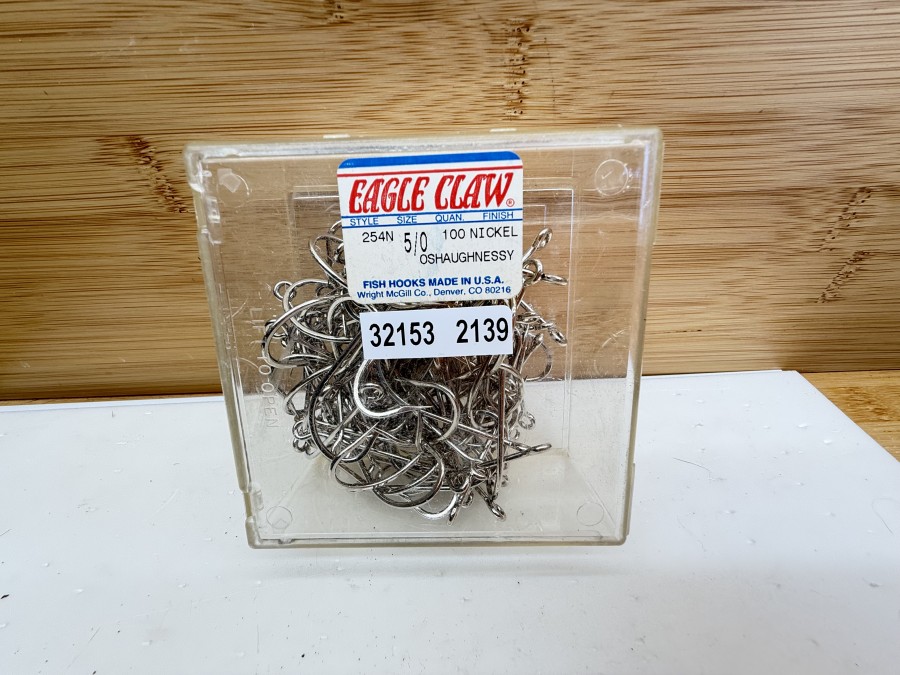 EAGLE CLAW®
STYLE SIZE QUAN. FINISH
254N 5/0 100 NICKEL
OSHAUGHNESSY
FISH HOOKS MADE IN U.S.A.
Wright McGill Co., Denver, CO 80216
32153 2139